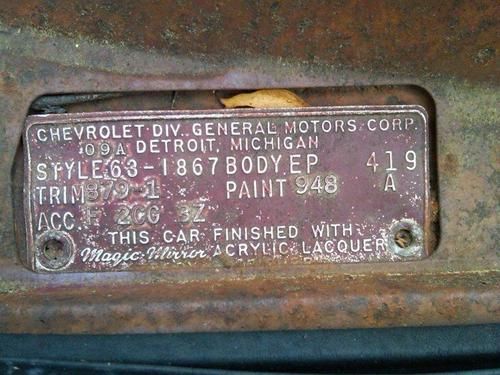 CHEVROLET DIV. GENERAL MOTORS CORP.
09A DETROIT, MICHIGAN
STYLE 63-1867 BODY EP 419
TRIM 879-1 PAINT 948 A
ACC. F 2CG 3Z
THIS CAR FINISHED WITH
Magic-Mirror ACRYLIC LACQUER